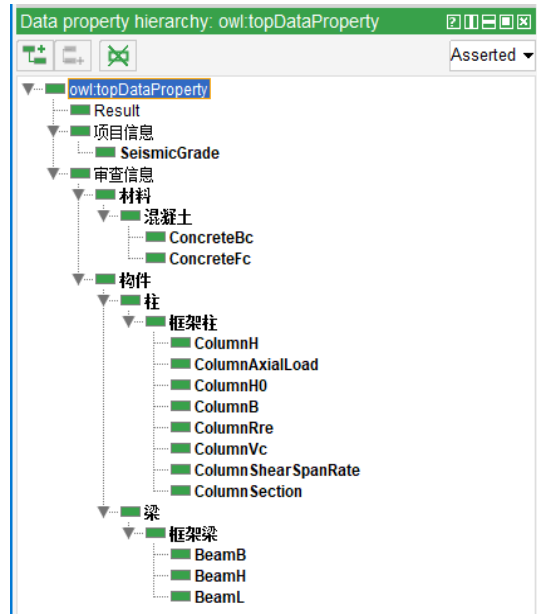 Data property hierarchy: owl:topDataProperty
Asserted
owl:topDataProperty
Result
项目信息
SeismicGrade
审查信息
材料
混凝土
ConcreteBc
ConcreteFc
构件
柱
框架柱
ColumnH
ColumnAxialLoad
ColumnH0
ColumnB
ColumnRre
ColumnVc
ColumnShearSpanRate
ColumnSection
梁
框架梁
BeamB
BeamH
BeamL